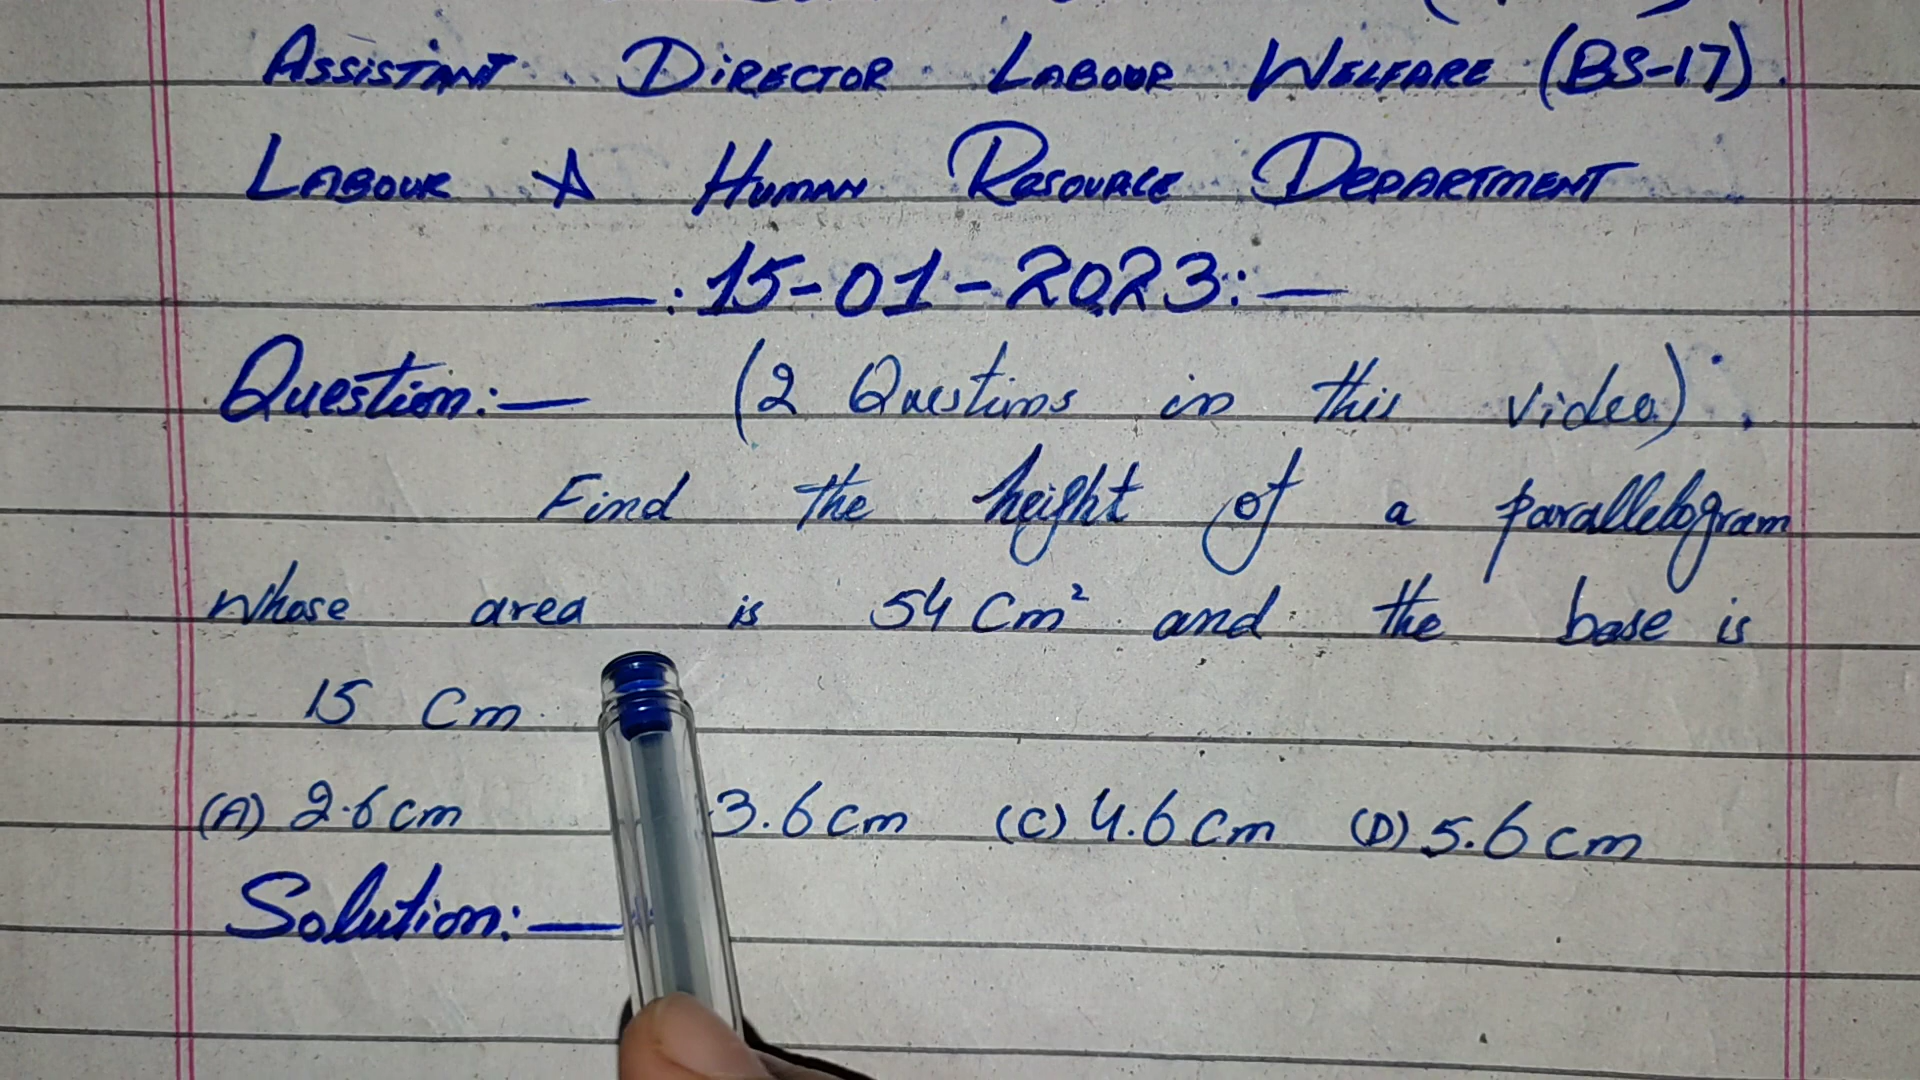 Assistant Director Labour Welfare (BS-17).
Labour & Human Resource Department
—: 15-01-2023:—
Question:— (2 Questions in this video).
Find the height of a parallelogram
whose area is 54 Cm² and the base is
15 Cm
(A) 2.6 cm 3.6 cm (C) 4.6 Cm (D) 5.6 cm
Solution:—